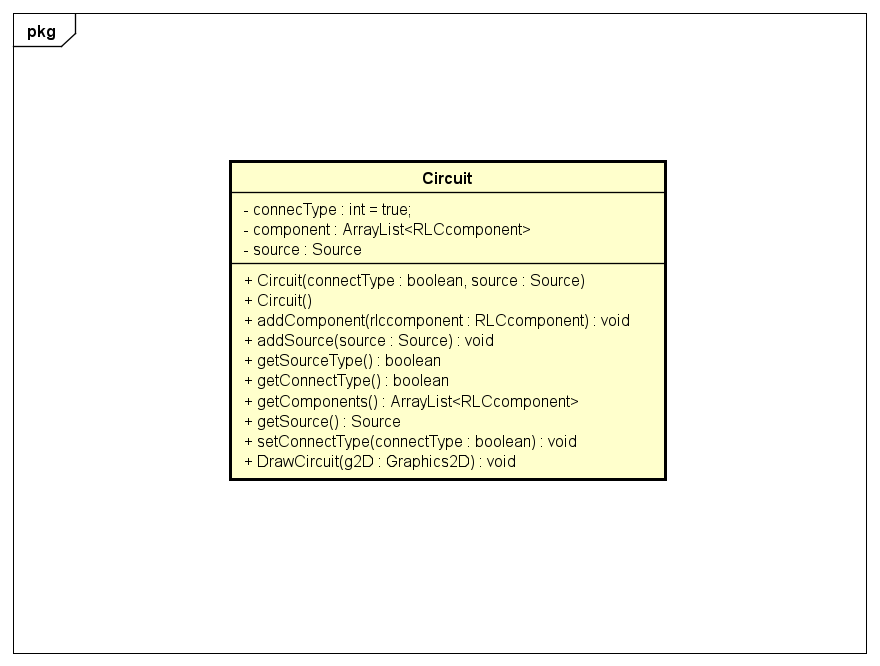 pkg
Circuit
- connecType : int = true;
- component : ArrayList<RLCcomponent>
- source : Source
+ Circuit(connectType : boolean, source : Source)
+ Circuit()
+ addComponent(rlccomponent : RLCcomponent) : void
+ addSource(source : Source) : void
+ getSourceType() : boolean
+ getConnectType() : boolean
+ getComponents() : ArrayList<RLCcomponent>
+ getSource() : Source
+ setConnectType(connectType : boolean) : void
+ DrawCircuit(g2D : Graphics2D) : void